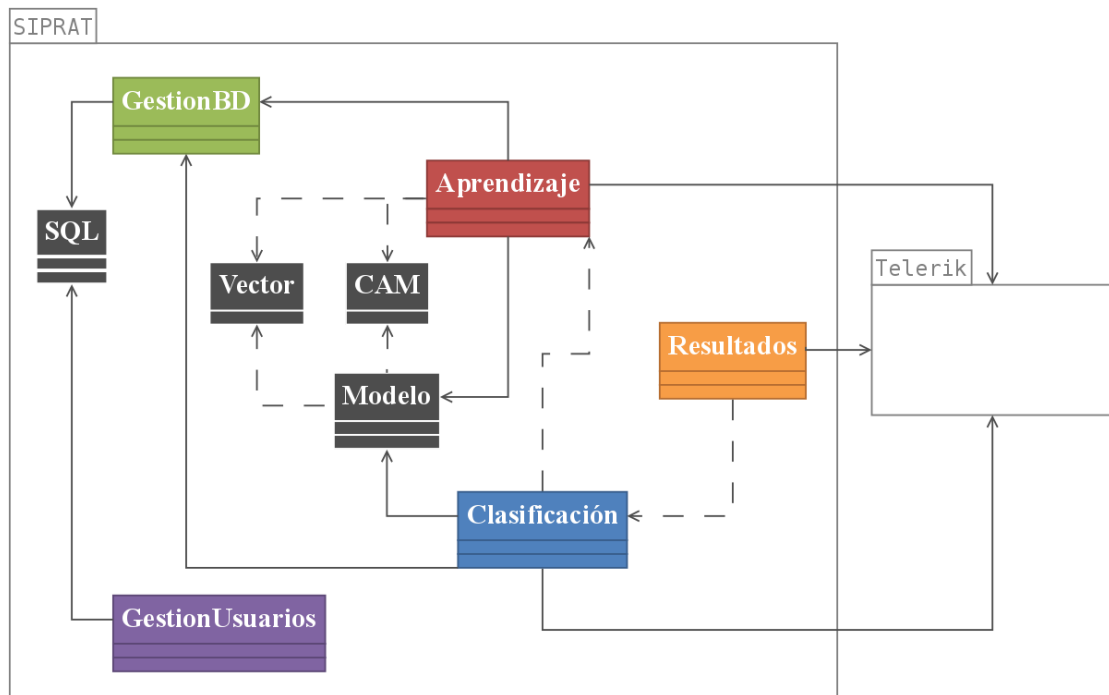 SIPRAT
GestionBD
Aprendizaje
SQL
Vector
CAM
Telerik
Resultados
Modelo
Clasificación
GestionUsuarios